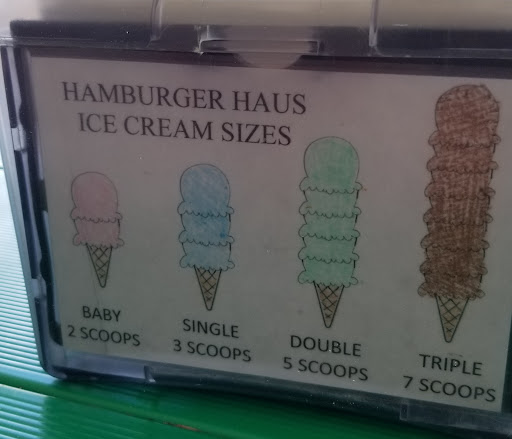 HAMBURGER HAUS
ICE CREAM SIZES
BABY
2 SCOOPS
SINGLE
3 SCOOPS
DOUBLE
5 SCOOPS
TRIPLE
7 SCOOPS